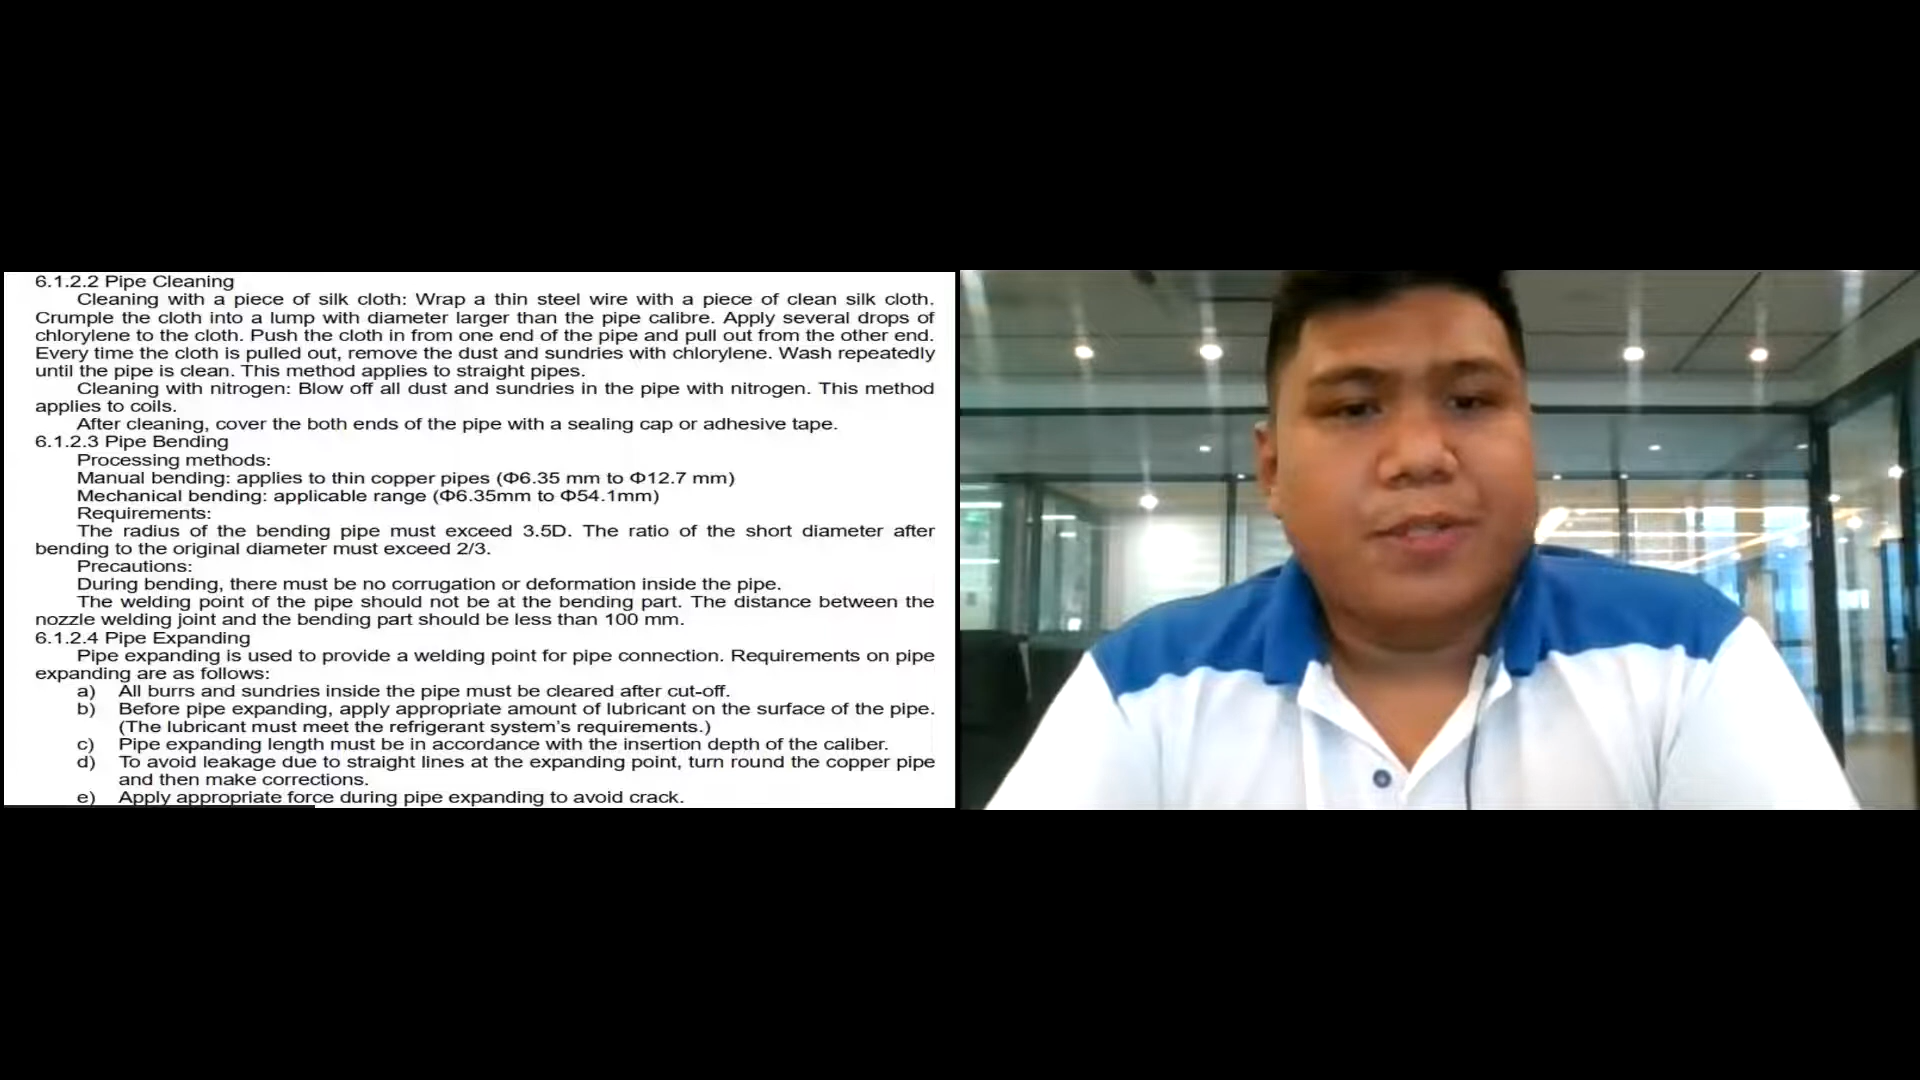 6.1.2.2 Pipe Cleaning
Cleaning with a piece of silk cloth: Wrap a thin steel wire with a piece of clean silk cloth.
Crumple the cloth into a lump with diameter larger than the pipe calibre. Apply several drops of
chlorylene to the cloth. Push the cloth in from one end of the pipe and pull out from the other end.
Every time the cloth is pulled out, remove the dust and sundries with chlorylene. Wash repeatedly
until the pipe is clean. This method applies to straight pipes.
Cleaning with nitrogen: Blow off all dust and sundries in the pipe with nitrogen. This method
applies to coils.
After cleaning, cover the both ends of the pipe with a sealing cap or adhesive tape.
6.1.2.3 Pipe Bending
Processing methods:
Manual bending: applies to thin copper pipes (Φ6.35 mm to Φ12.7 mm)
Mechanical bending: applicable range (Φ6.35mm to Φ54.1mm)
Requirements:
The radius of the bending pipe must exceed 3.5D. The ratio of the short diameter after
bending to the original diameter must exceed 2/3.
Precautions:
During bending, there must be no corrugation or deformation inside the pipe.
The welding point of the pipe should not be at the bending part. The distance between the
nozzle welding joint and the bending part should be less than 100 mm.
6.1.2.4 Pipe Expanding
Pipe expanding is used to provide a welding point for pipe connection. Requirements on pipe
expanding are as follows:
a) All burrs and sundries inside the pipe must be cleared after cut-off.
b) Before pipe expanding, apply appropriate amount of lubricant on the surface of the pipe.
(The lubricant must meet the refrigerant system's requirements.)
c) Pipe expanding length must be in accordance with the insertion depth of the caliber.
d) To avoid leakage due to straight lines at the expanding point, turn round the copper pipe
and then make corrections.
e) Apply appropriate force during pipe expanding to avoid crack.